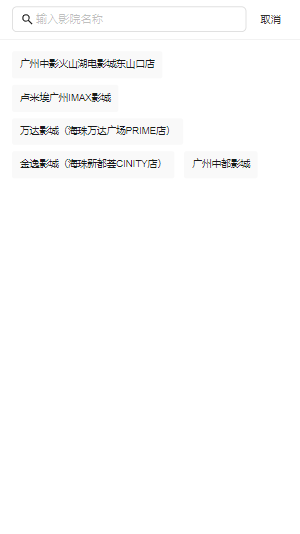 输入影院名称 取消
广州中影火山湖电影城东山口店
卢米埃广州IMAX影城
万达影城（海珠万达广场PRIME店）
金逸影城（海珠新都荟CINITY店） 广州中都影城